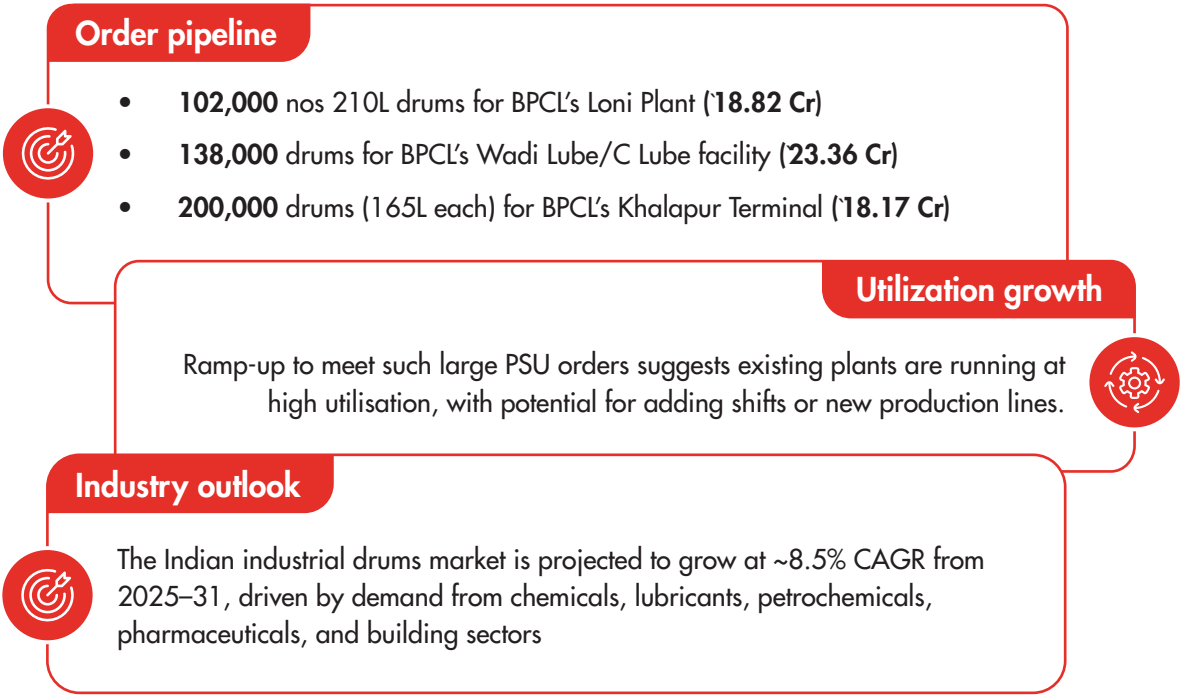 Order pipeline
• 102,000 nos 210L drums for BPCL's Loni Plant (`18.82 Cr)
• 138,000 drums for BPCL's Wadi Lube/C Lube facility (`23.36 Cr)
• 200,000 drums (165L each) for BPCL's Khalapur Terminal (`18.17 Cr)
Utilization growth
Ramp-up to meet such large PSU orders suggests existing plants are running at
high utilisation, with potential for adding shifts or new production lines.
Industry outlook
The Indian industrial drums market is projected to grow at ~8.5% CAGR from
2025–31, driven by demand from chemicals, lubricants, petrochemicals,
pharmaceuticals, and building sectors